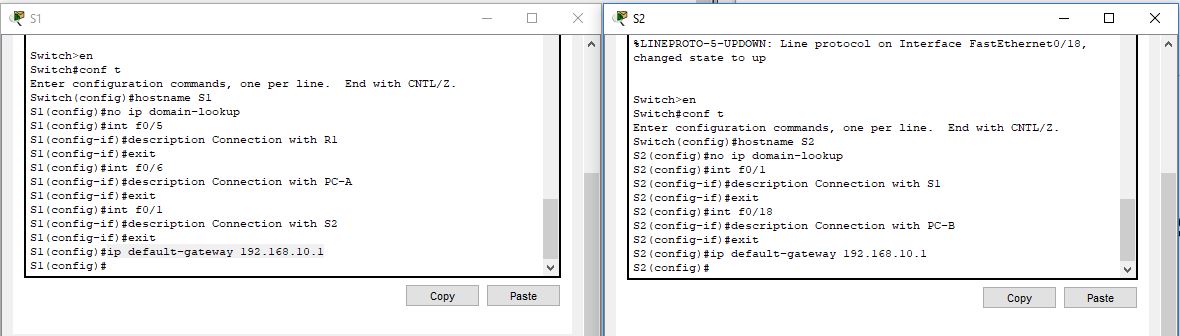 S1
Switch>en
Switch#conf t
Enter configuration commands, one per line.  End with CNTL/Z.
Switch(config)#hostname S1
S1(config)#no ip domain-lookup
S1(config)#int f0/5
S1(config-if)#description Connection with R1
S1(config-if)#exit
S1(config)#int f0/6
S1(config-if)#description Connection with PC-A
S1(config-if)#exit
S1(config)#int f0/1
S1(config-if)#description Connection with S2
S1(config-if)#exit
S1(config)#ip default-gateway 192.168.10.1
S1(config)#
Copy
Paste
S2
%LINEPROTO-5-UPDOWN: Line protocol on Interface FastEthernet0/18,
changed state to up
Switch>en
Switch#conf t
Enter configuration commands, one per line.  End with CNTL/Z.
Switch(config)#hostname S2
S2(config)#no ip domain-lookup
S2(config)#int f0/1
S2(config-if)#description Connection with S1
S2(config-if)#exit
S2(config)#int f0/18
S2(config-if)#description Connection with PC-B
S2(config-if)#exit
S2(config)#ip default-gateway 192.168.10.1
S2(config)#
Copy
Paste